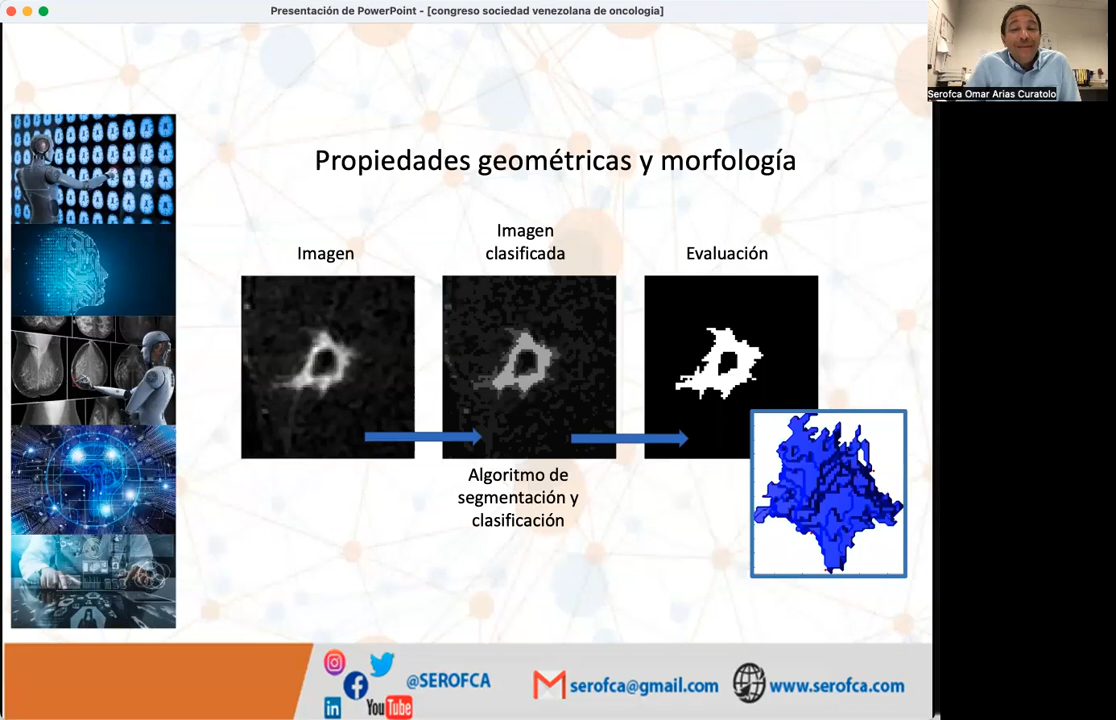 Presentación de PowerPoint - [congreso sociedad venezolana de oncologia]
Serofca Omar Arias Curatolo
Propiedades geométricas y morfología
Imagen
Imagen
clasificada
Evaluación
Algoritmo de
segmentación y
clasificación
@SEROFCA
in
YouTube
serofca@gmail.com
www.serofca.com